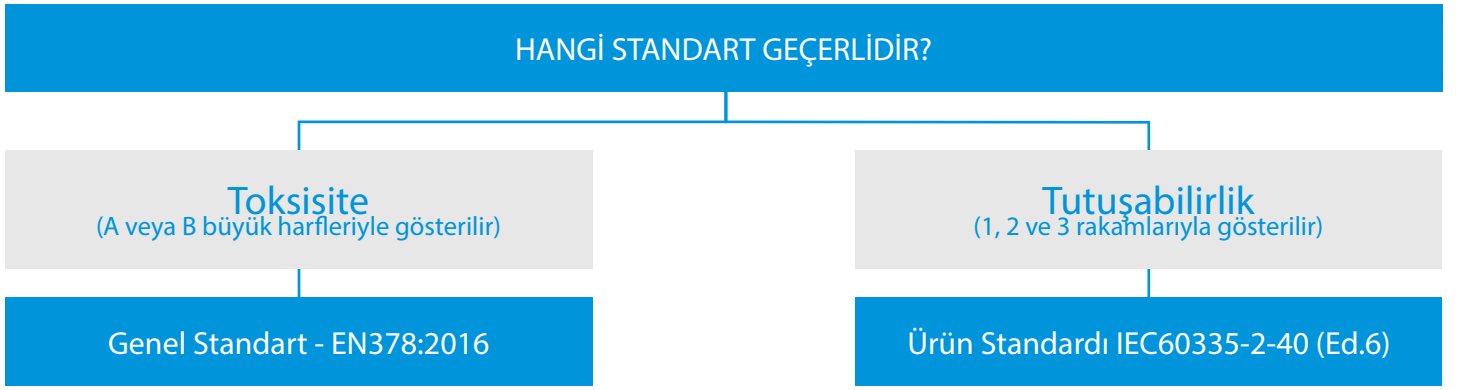 HANGİ STANDART GEÇERLİDİR?
Toksisite
(A veya B büyük harfleriyle gösterilir)
Tutuşabilirlik
(1, 2 ve 3 rakamlarıyla gösterilir)
Genel Standart - EN378:2016
Ürün Standardı IEC60335-2-40 (Ed.6)